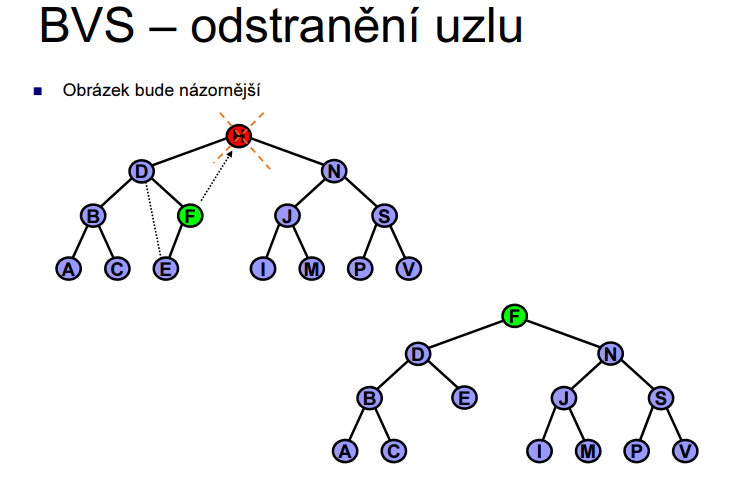 BVS – odstranění uzlu
Obrázek bude názornější
H
D
N
B
F
J
S
A
C
E
I
M
P
V
F
D
N
B
E
J
S
A
C
I
M
P
V